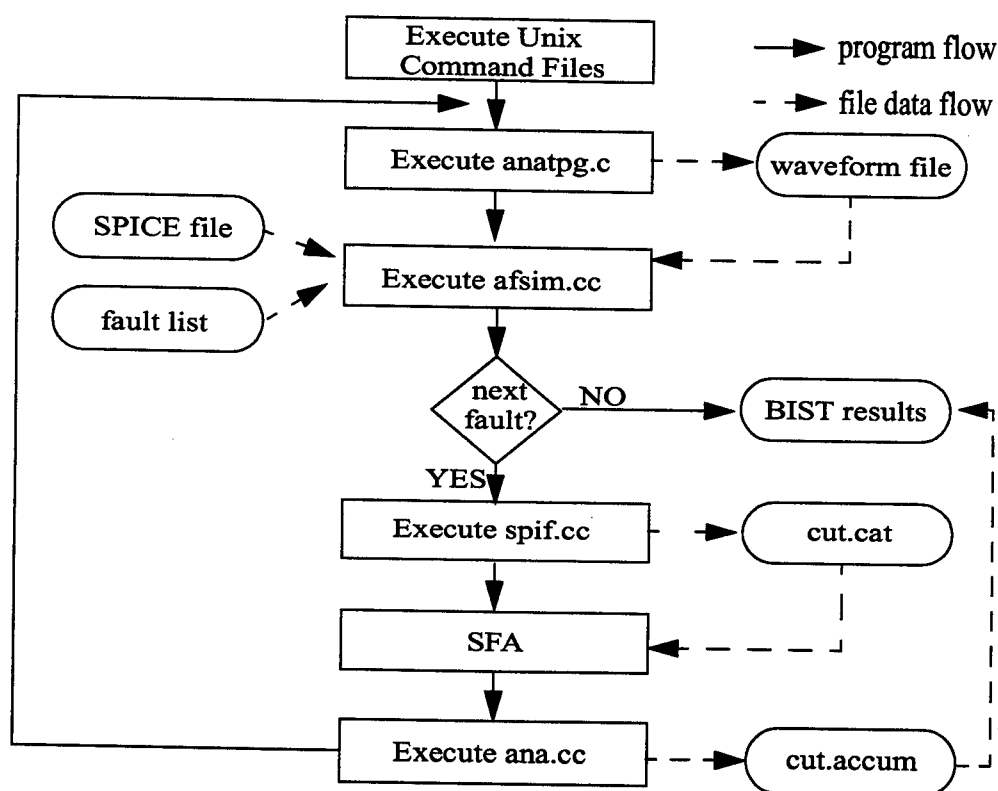 Execute Unix
Command Files
program flow
file data flow
Execute anatpg.c
waveform file
SPICE file
Execute afsim.cc
fault list
next
fault?
NO
BIST results
YES
Execute spif.cc
cut.cat
SFA
Execute ana.cc
cut.accum